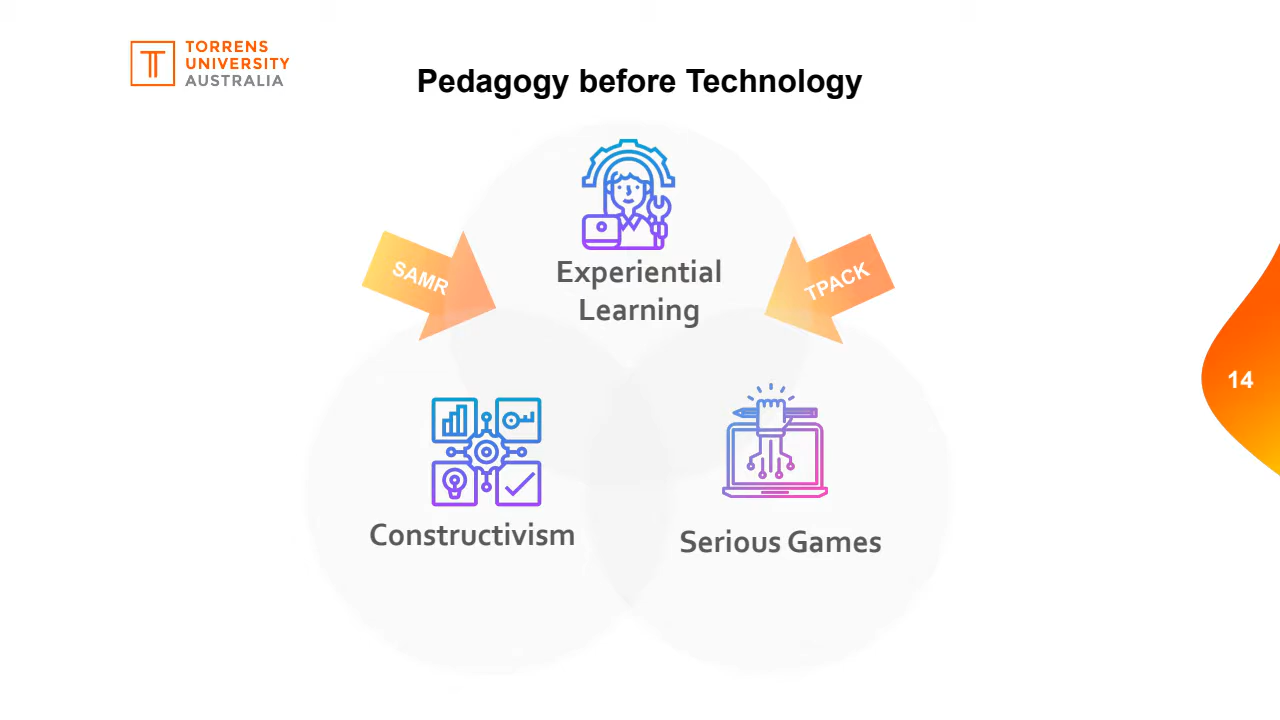 TORRENS
UNIVERSITY
AUSTRALIA
Pedagogy before Technology
SAMR
TPACK
Experiential
Learning
14
Constructivism
Serious Games